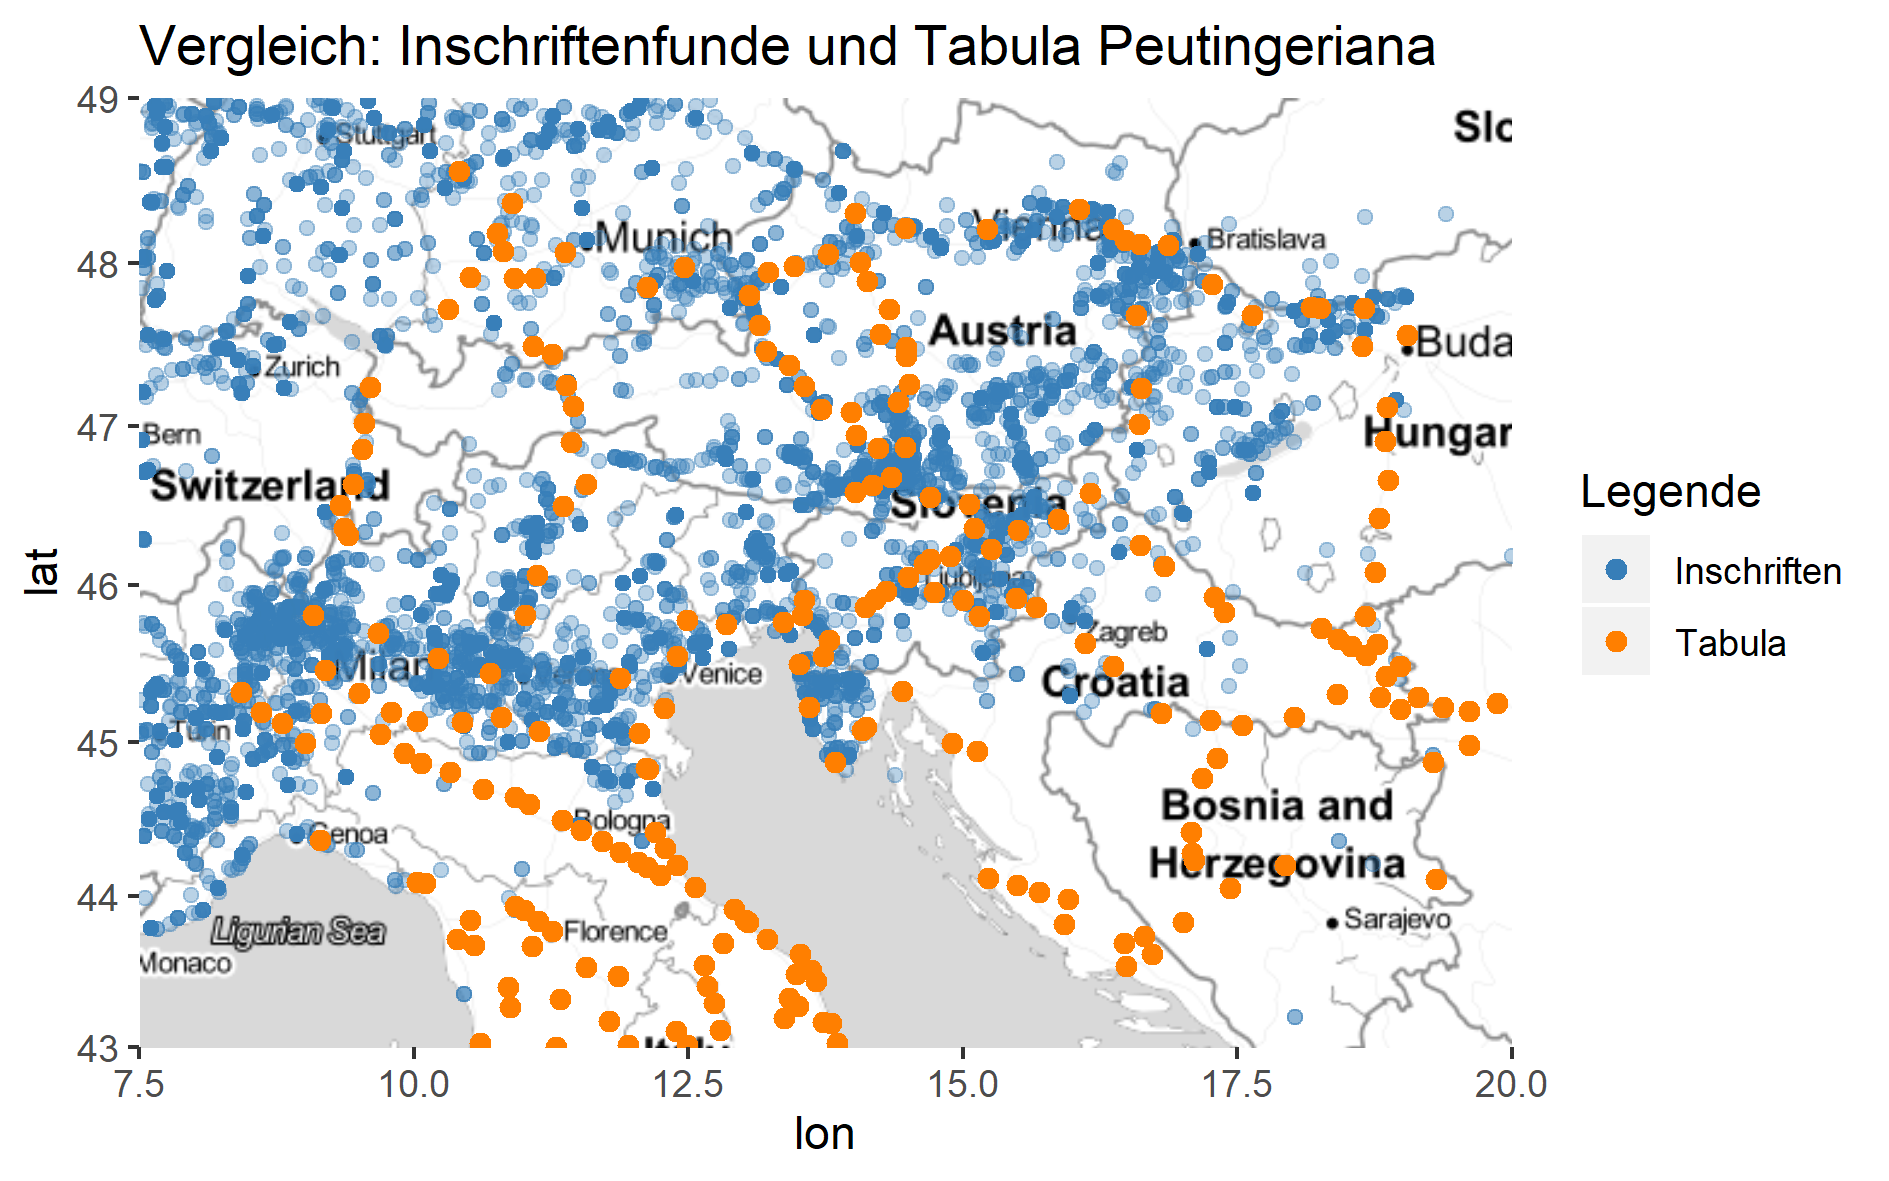 Vergleich: Inschriftenfunde und Tabula Peutingeriana
49
48
47
46
45
44
43
lat
7.5
10.0
12.5
15.0
17.5
20.0
lon
Slo
Stuttgart
Munich
Vienna
Bratislava
Austria
Buda
Zurich
Bern
Hungar
Switzerland
Slovenia
Ljubljana
Zagreb
Milan
Venice
Croatia
Turin
Bosnia and
Herzegovina
Genoa
Bologna
Sarajevo
Ligurian Sea
Florence
Monaco
Italy
Legende
Inschriften
Tabula